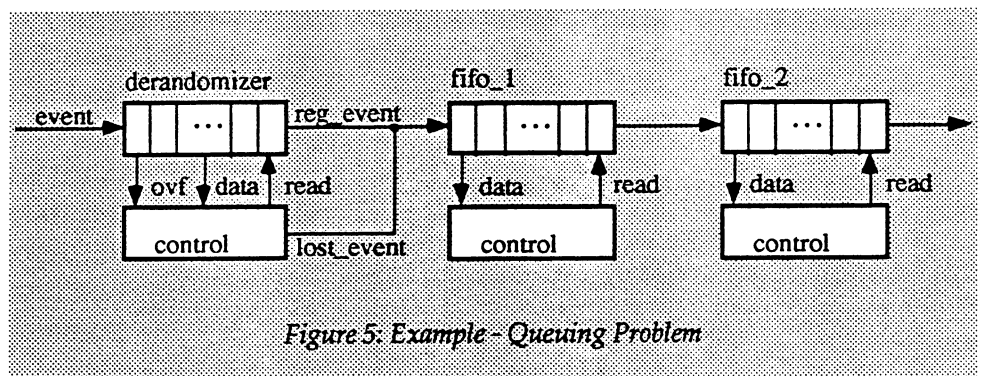 derandomizer fifo_1 fifo_2
event ... reg_event ... ...
ovf data read data read data read
control lost_event control control
Figure 5: Example - Queuing Problem